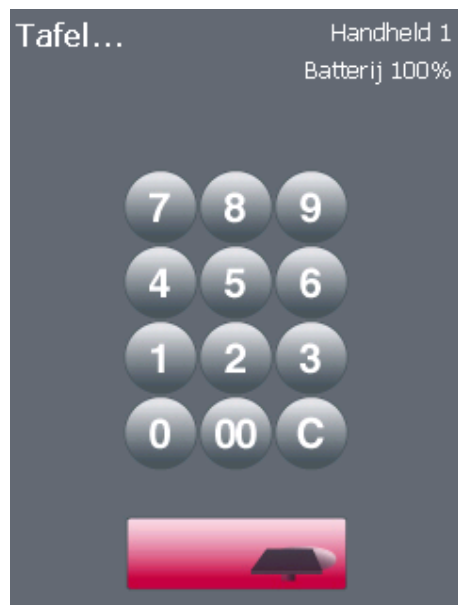 Tafel...
Handheld 1
Batterij 100%
7 8 9
4 5 6
1 2 3
0 00 C